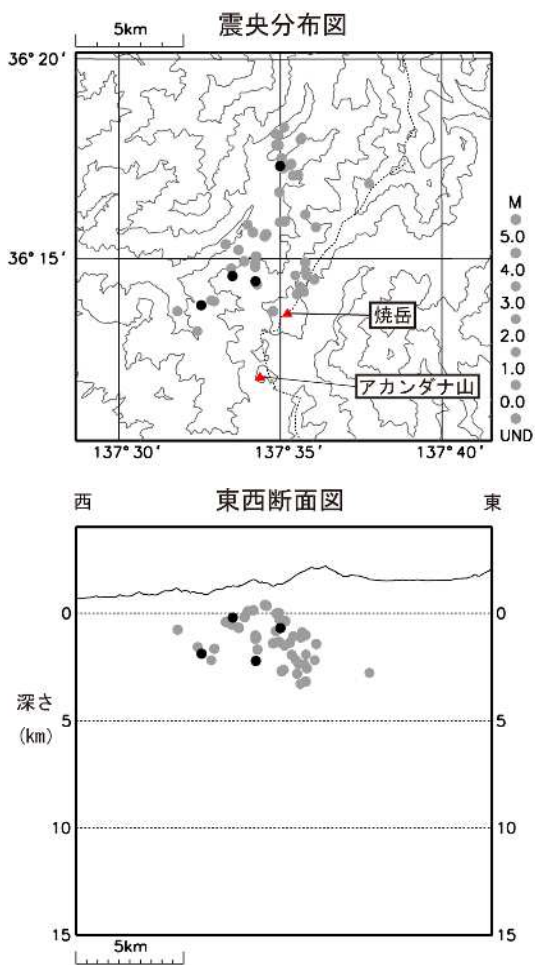 5km
震央分布図
36° 20′
36° 15′
137° 30′
137° 35′
137° 40′
焼岳
アカンダナ山
M
5.0
4.0
3.0
2.0
1.0
0.0
UND
西
東西断面図
東
0
0
深さ
(km)
5
5
10
10
15
15
5km